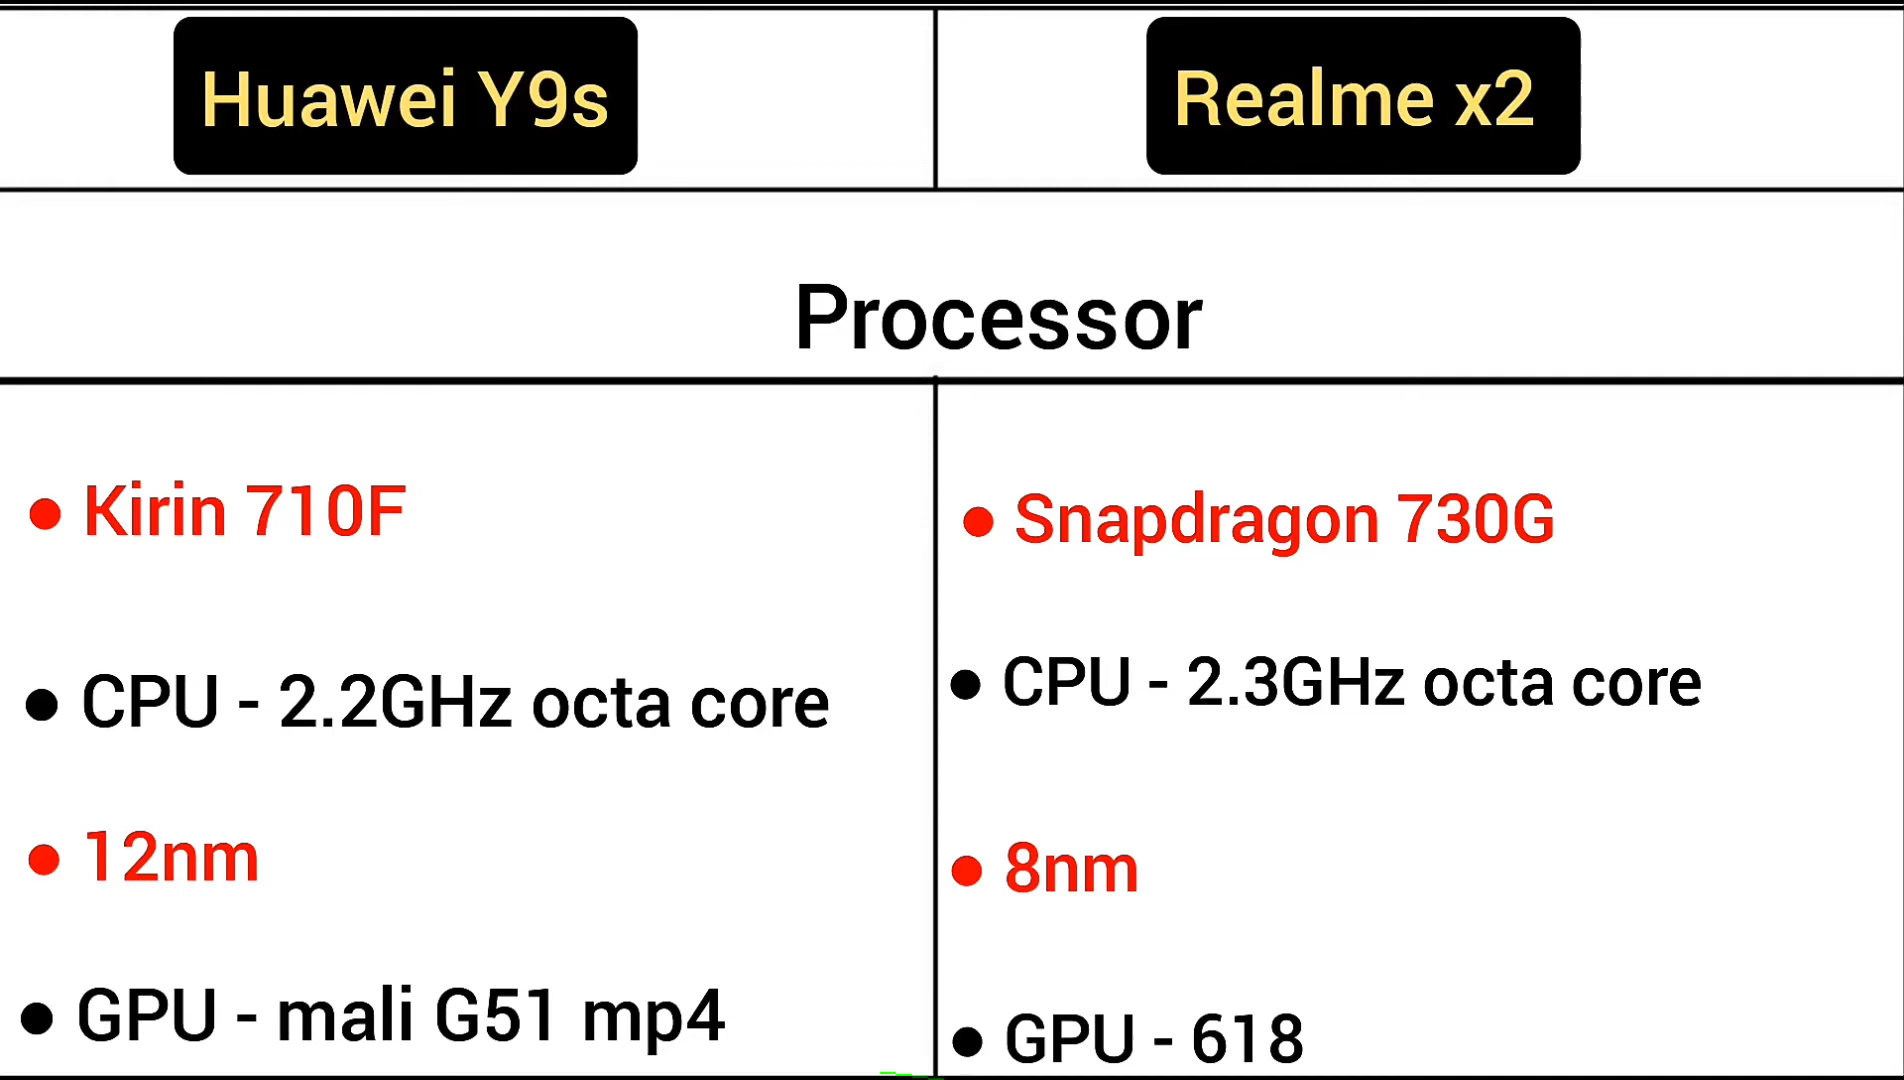 Huawei Y9s
Realme x2
Processor
• Kirin 710F
• CPU - 2.2GHz octa core
• 12nm
• GPU - mali G51 mp4
• Snapdragon 730G
• CPU - 2.3GHz octa core
• 8nm
• GPU - 618